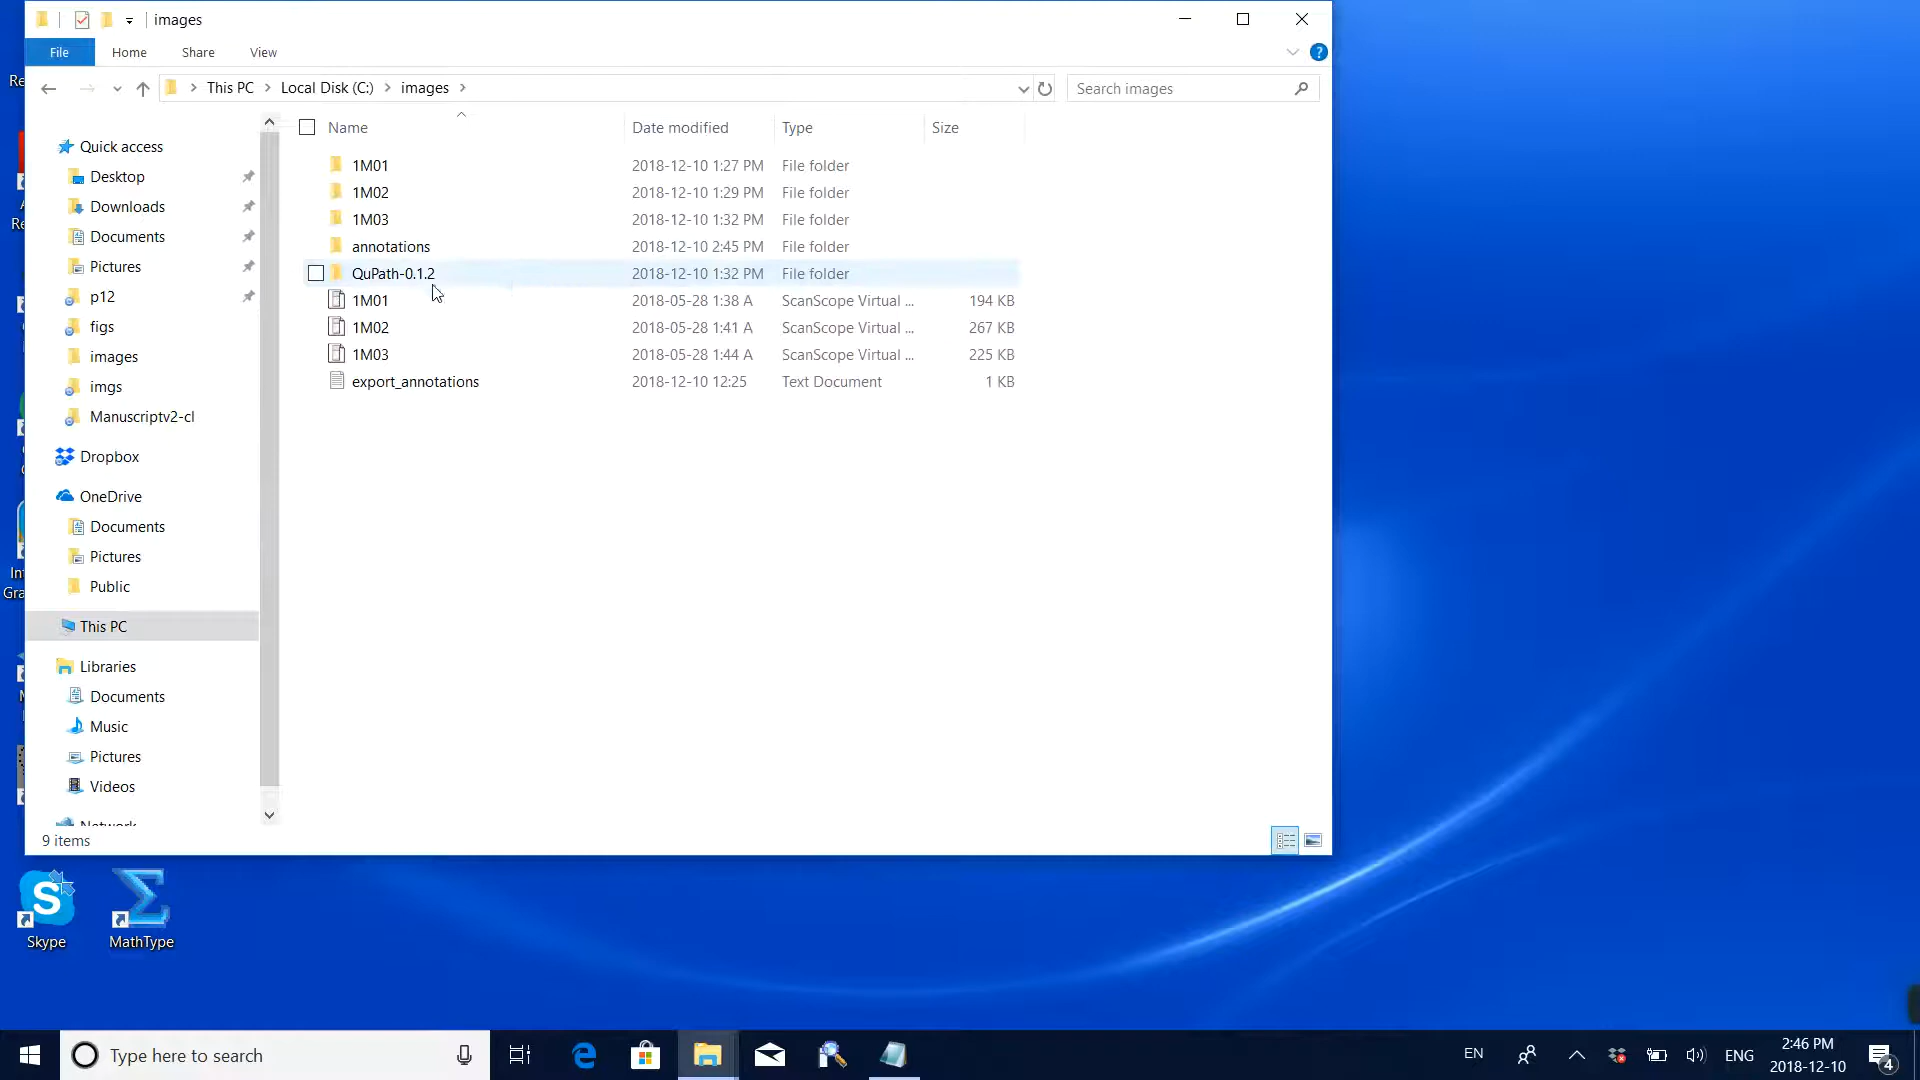 images
File Home Share View
This PC Local Disk (C:) images
Search images
Name Date modified Type Size
1M01 2018-12-10 1:27 PM File folder
1M02 2018-12-10 1:29 PM File folder
1M03 2018-12-10 1:32 PM File folder
annotations 2018-12-10 2:45 PM File folder
QuPath-0.1.2 2018-12-10 1:32 PM File folder
1M01 2018-05-28 1:38 A ScanScope Virtual ... 194 KB
1M02 2018-05-28 1:41 A ScanScope Virtual ... 267 KB
1M03 2018-05-28 1:44 A ScanScope Virtual ... 225 KB
export_annotations 2018-12-10 12:25 Text Document 1 KB
Quick access
Desktop
Downloads
Documents
Pictures
p12
figs
images
imgs
Manuscriptv2-cl
Dropbox
OneDrive
Documents
Pictures
Public
This PC
Libraries
Documents
Music
Pictures
Videos
Network
9 items
Skype
MathType
Type here to search
EN
ENG
2:46 PM
2018-12-10
4